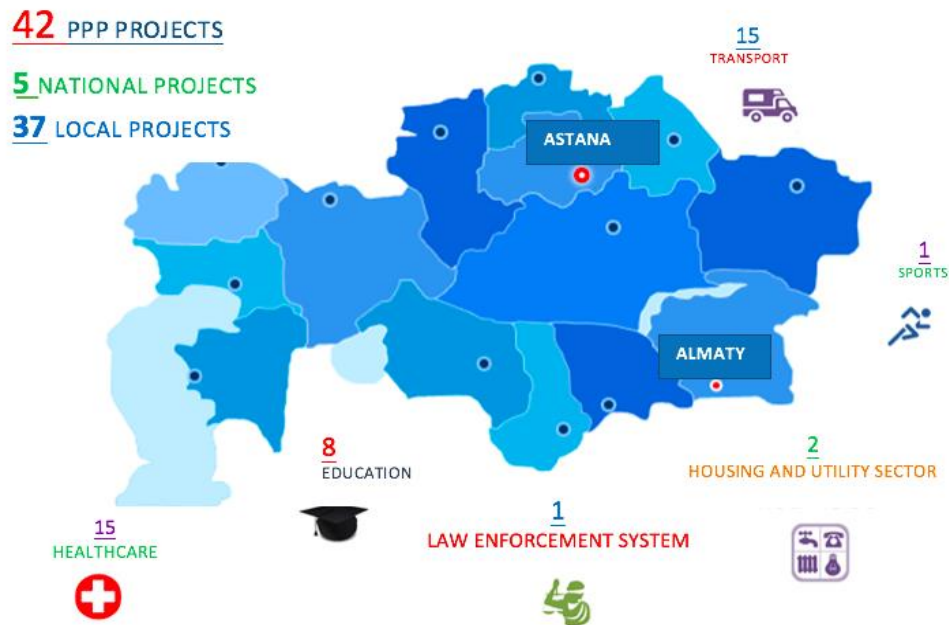 42 PPP PROJECTS
15
TRANSPORT
5 NATIONAL PROJECTS
37 LOCAL PROJECTS
ASTANA
1
SPORTS
ALMATY
8
EDUCATION
2
HOUSING AND UTILITY SECTOR
15
HEALTHCARE
1
LAW ENFORCEMENT SYSTEM